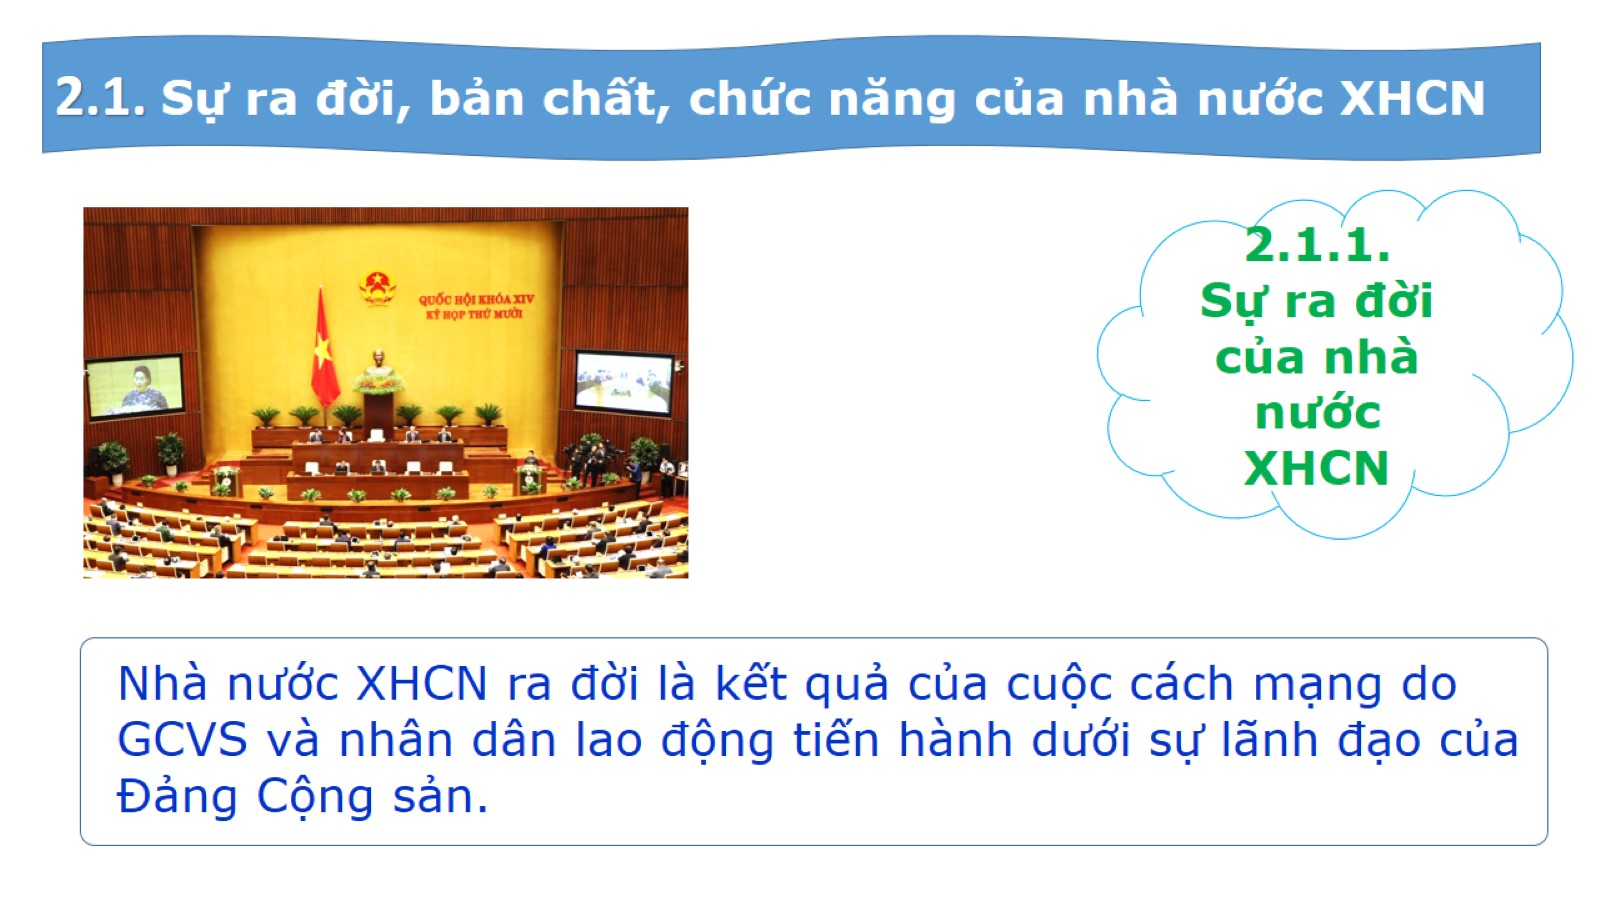 2.1. Sự ra đời, bản chất, chức năng của nhà nước XHCN
QUỐC HỘI KHÓA XIV
KỲ HỌP THỨ MƯỜI
2.1.1.
Sự ra đời
của nhà
nước
XHCN
Nhà nước XHCN ra đời là kết quả của cuộc cách mạng do
GCVS và nhân dân lao động tiến hành dưới sự lãnh đạo của
Đảng Cộng sản.